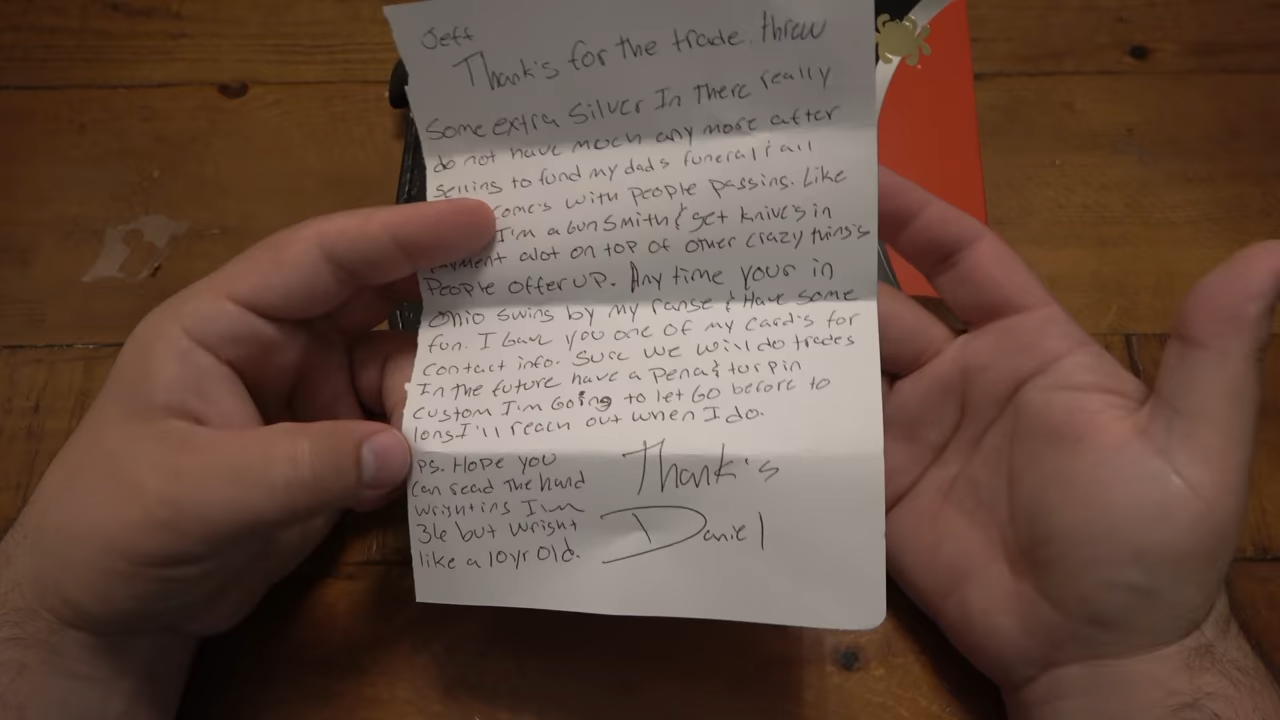 Jeff
Thank's for the trade. threw
Some extra Silver In There really
do not have much any more after
selling to fund my dad's funeral & all
come's with people passing. Like
I'm a Gun Smith & get knive's in
Payment alot on top of other crazy thing's
People offer up. Any time your in
Ohio swing by my range & Have some
fun. I gave you one of my card's for
contact info. Sure we will do trades
In the future have a Pena & turpin
custom I'm Going to let Go before to
long I'll reach out when I do.
PS. Hope you
can read the hand
wrighting I'm
36 but wright
like a 10yr old.
Thank's
Daniel